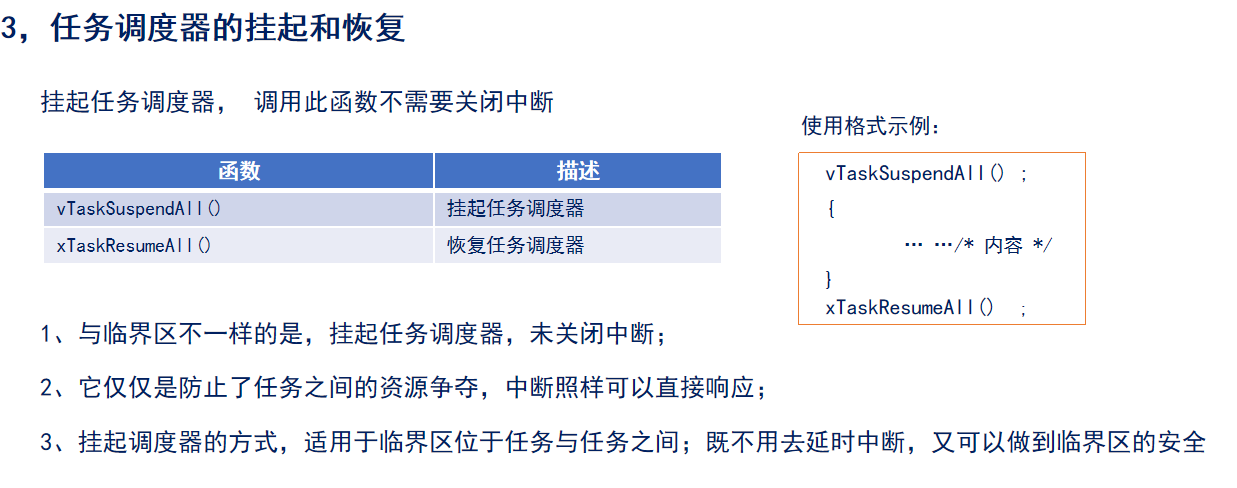 3，任务调度器的挂起和恢复
挂起任务调度器， 调用此函数不需要关闭中断
使用格式示例：
函数 描述
vTaskSuspendAll() 挂起任务调度器
xTaskResumeAll() 恢复任务调度器
vTaskSuspendAll() ;
{
… …/* 内容 */
}
xTaskResumeAll() ;
1、与临界区不一样的是，挂起任务调度器，未关闭中断；
2、它仅仅是防止了任务之间的资源争夺，中断照样可以直接响应；
3、挂起调度器的方式，适用于临界区位于任务与任务之间；既不用去延时中断，又可以做到临界区的安全